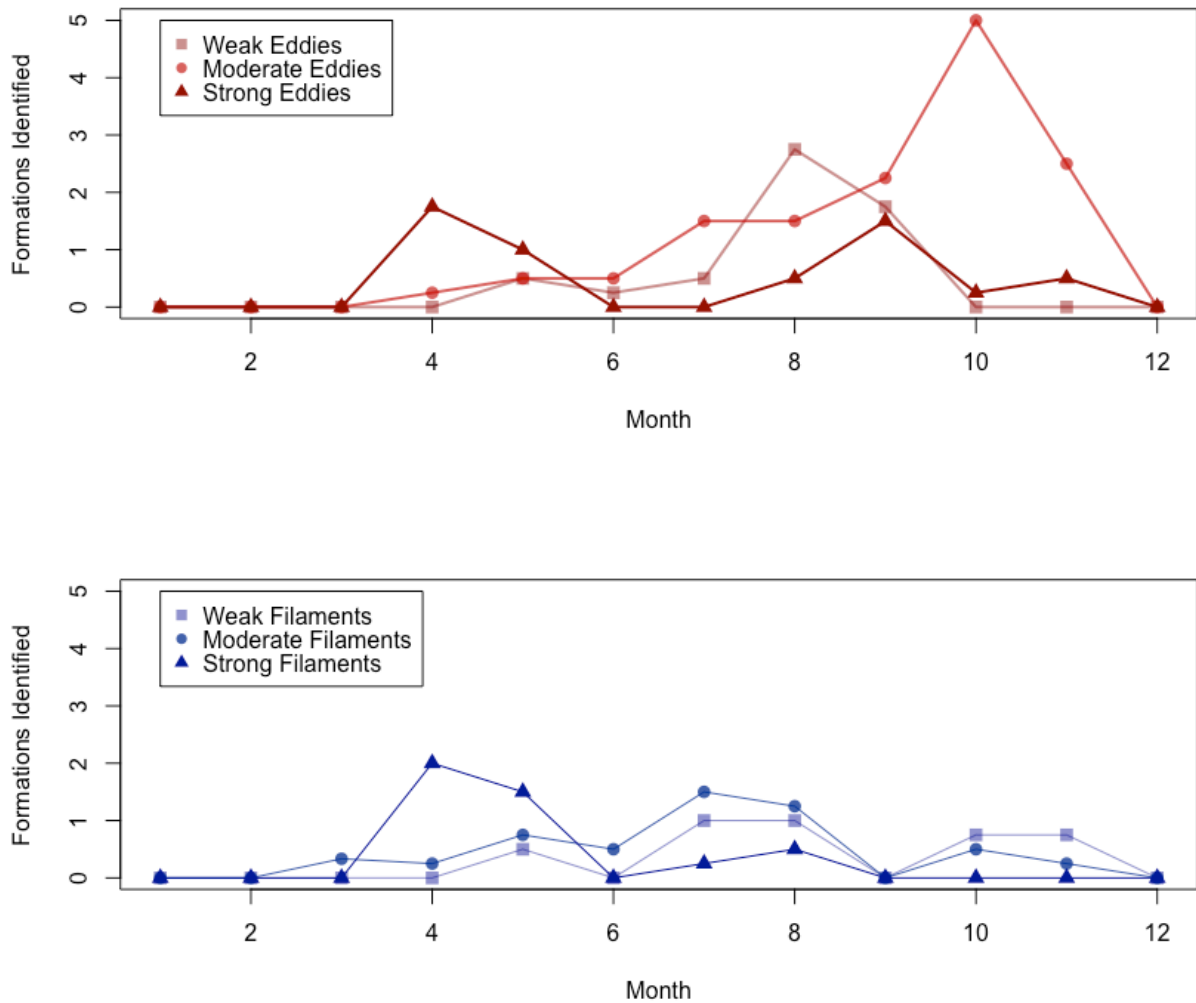 Formations Identified
5
4
3
2
1
0
Weak Eddies
Moderate Eddies
Strong Eddies
2 4 6 8 10 12
Month
Formations Identified
5
4
3
2
1
0
Weak Filaments
Moderate Filaments
Strong Filaments
2 4 6 8 10 12
Month